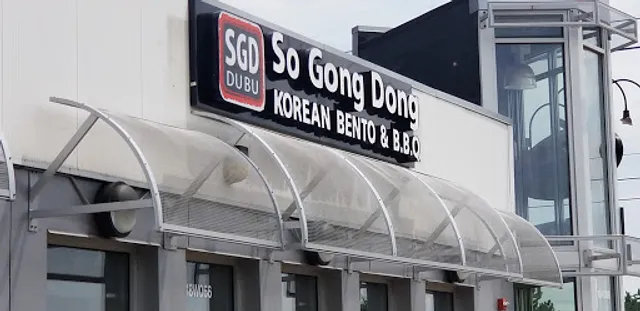 SGD
DUBU
So Gong Dong
KOREAN BENTO & B.B.Q